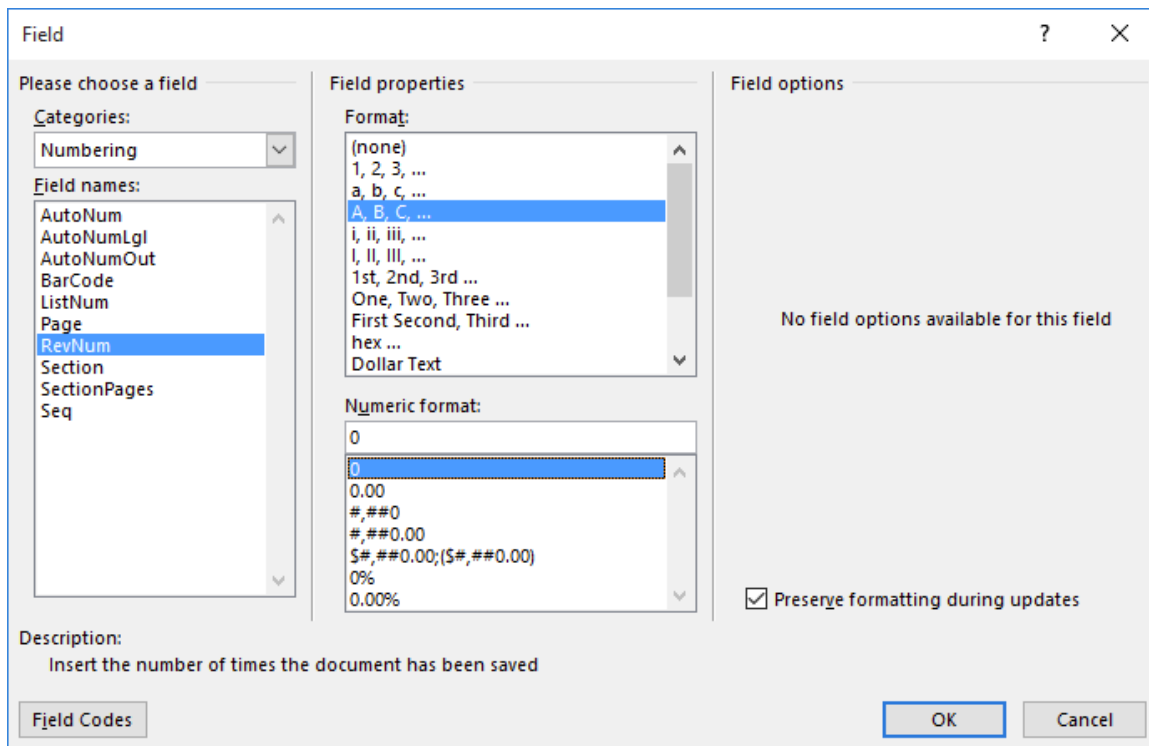 Field
?
Please choose a field
Categories:
Numbering
Field names:
AutoNum
AutoNumLgl
AutoNumOut
BarCode
ListNum
Page
RevNum
Section
SectionPages
Seq
Field properties
Format:
(none)
1, 2, 3, ...
a, b, c, ...
A, B, C, ...
i, ii, iii, ...
I, II, III, ...
1st, 2nd, 3rd ...
One, Two, Three ...
First Second, Third ...
hex ...
Dollar Text
Numeric format:
0
0
0.00
#,##0
#,##0.00
$#,##0.00;($#,##0.00)
0%
0.00%
Field options
No field options available for this field
Preserve formatting during updates
Description:
Insert the number of times the document has been saved
Field Codes
OK
Cancel